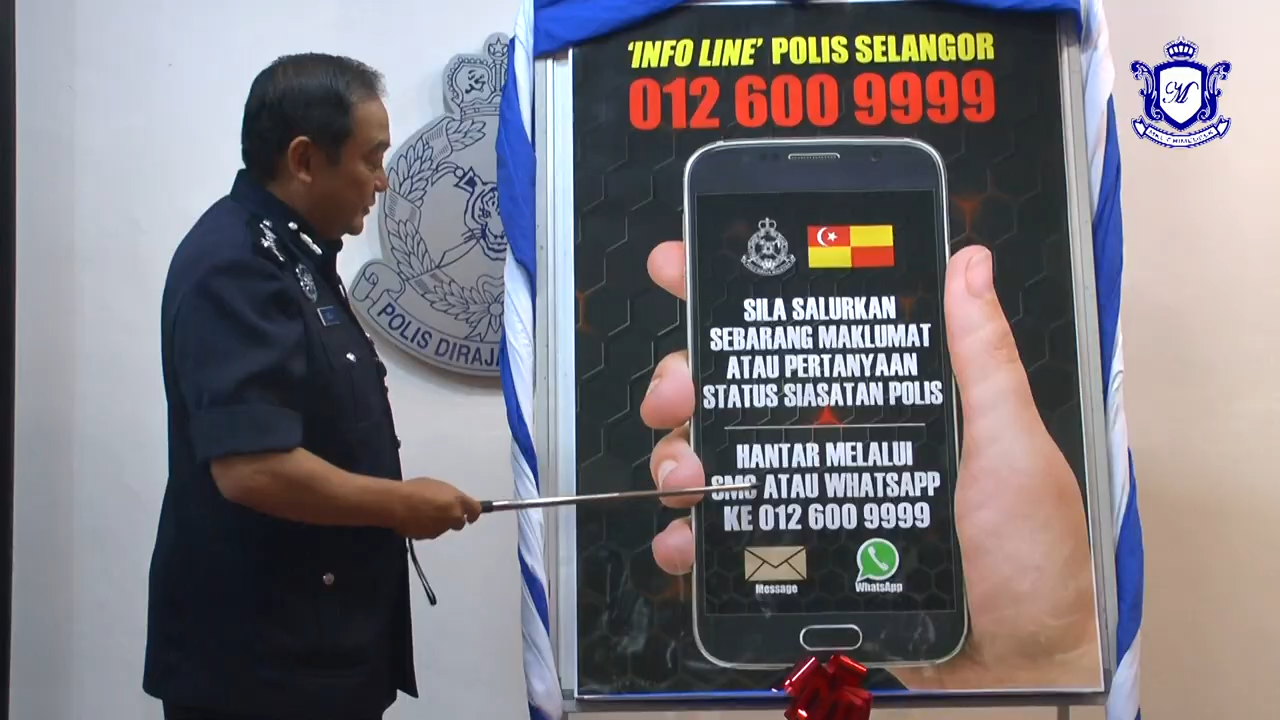 'INFO LINE' POLIS SELANGOR
012 600 9999
SILA SALURKAN
SEBARANG MAKLUMAT
ATAU PERTANYAAN
STATUS SIASATAN POLIS
HANTAR MELALUI
SMS ATAU WHATSAPP
KE 012 600 9999
Message
WhatsApp
POLIS DIRAJA
M